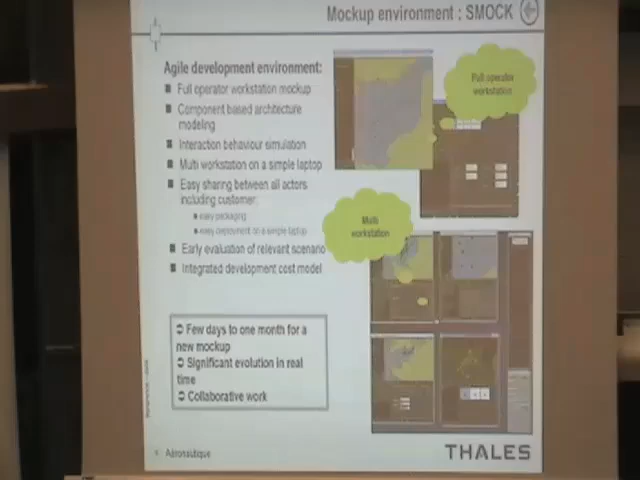 Mockup environment : SMOCK
Agile development environment:
Full operator workstation mockup
Component based architecture
modeling
Interaction behaviour simulation
Multi workstation on a simple laptop
Easy sharing between all actors
including customer:
easy packaging
easy deployment on a simple laptop
Early evaluation of relevant scenario
Integrated development cost model
Full operator
workstation
Multi
workstation
Few days to one month for a
new mockup
Significant evolution in real
time
Collaborative work
Aéronautique
THALES